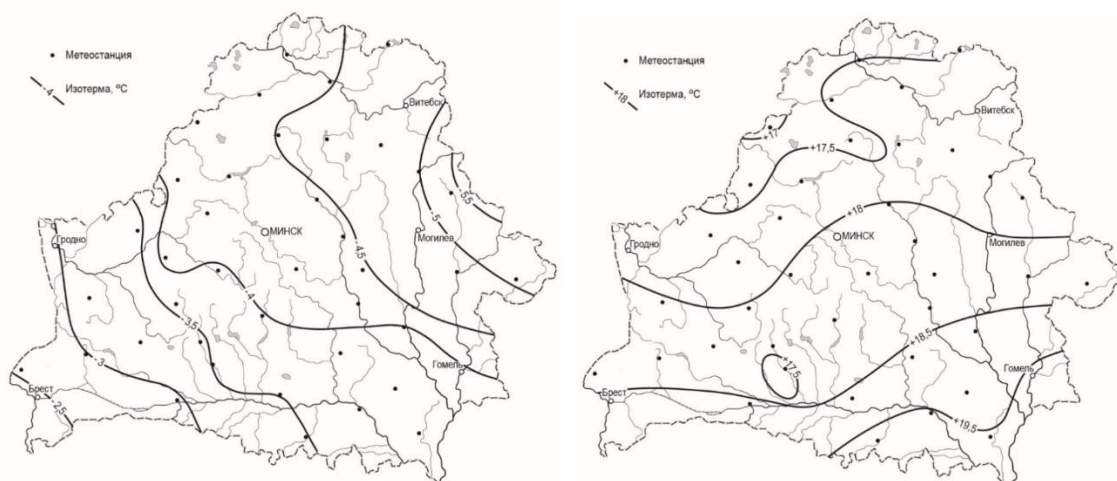 Метеостанция
-4
Изотерма, °С
Витебск
-5,5
-5
Гродно
МИНСК
Могилев
-4,5
-4
-3,5
-3
Гомель
Брест
-2,5
Метеостанция
+18
Изотерма, °С
Витебск
+17
+17,5
+18
Гродно
МИНСК
Могилев
+18,5
+17,5
Гомель
Брест
+19,5